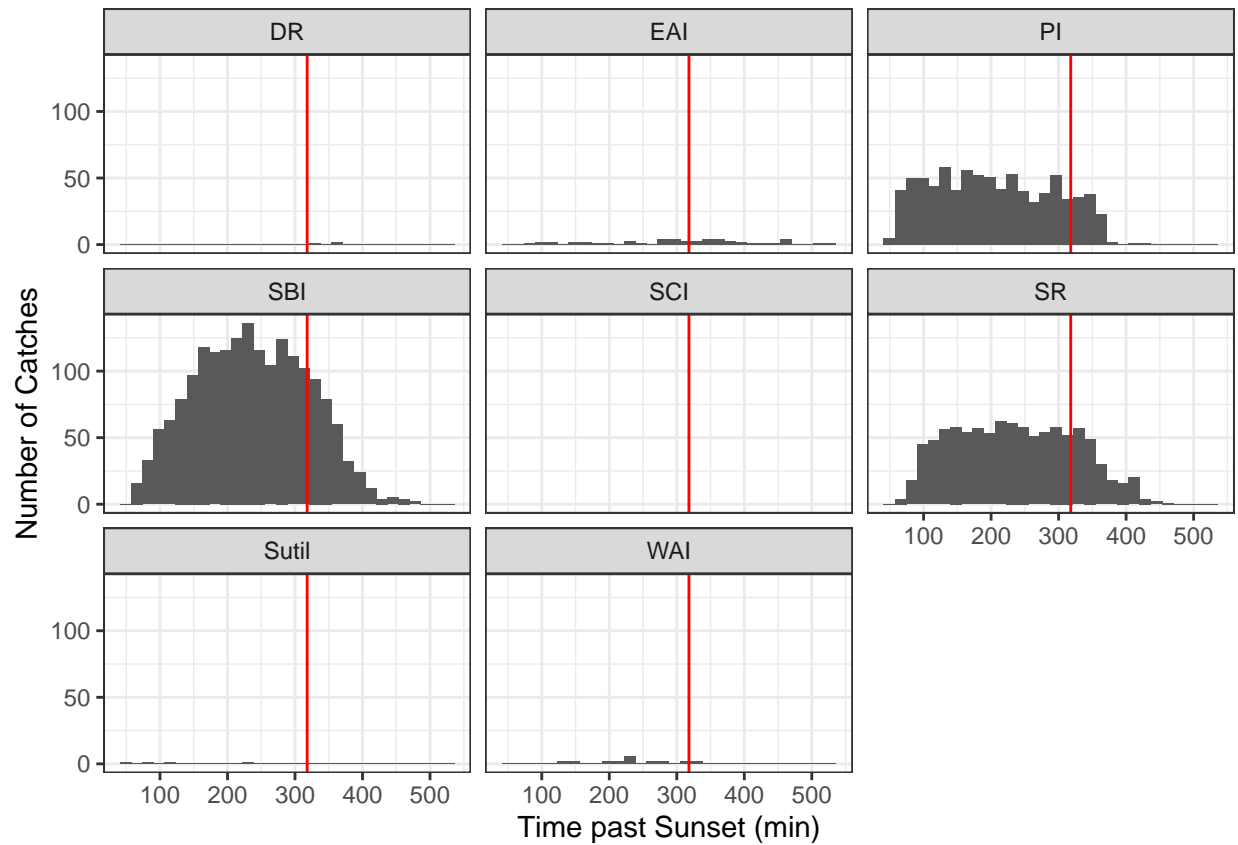 DR EAI PI
100
50
0
SBI SCI SR
100
50
0
100 200 300 400 500
Sutil WAI
100
50
0
100 200 300 400 500 100 200 300 400 500
Time past Sunset (min)
Number of Catches